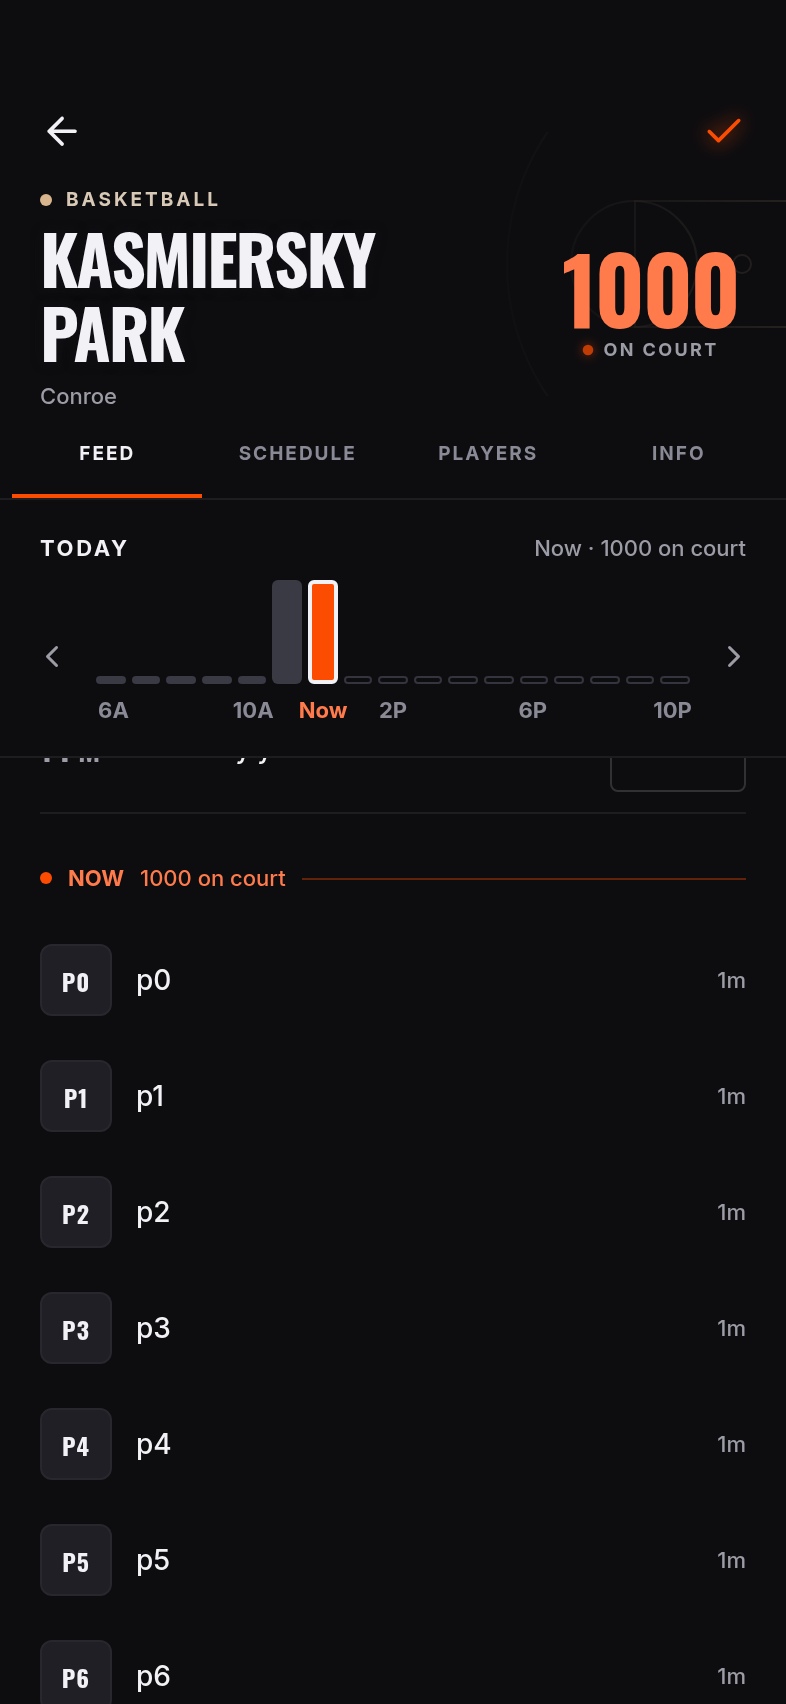 BASKETBALL
KASMIERSKY
PARK
1000
ON COURT
Conroe
FEED SCHEDULE PLAYERS INFO
TODAY Now · 1000 on court
6A 10A Now 2P 6P 10P
NOW 1000 on court
P0 p0 1m
P1 p1 1m
P2 p2 1m
P3 p3 1m
P4 p4 1m
P5 p5 1m
P6 p6 1m